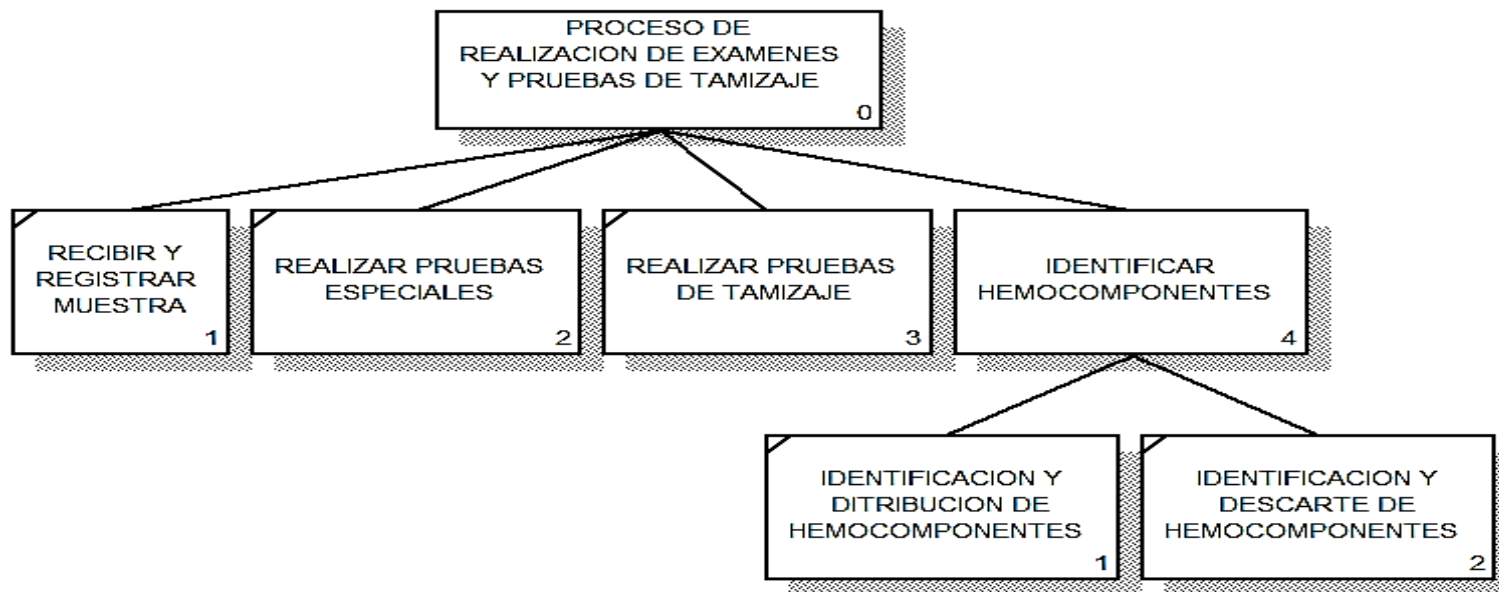 PROCESO DE
REALIZACION DE EXAMENES
Y PRUEBAS DE TAMIZAJE
0
RECIBIR Y
REGISTRAR
MUESTRA
1
REALIZAR PRUEBAS
ESPECIALES
2
REALIZAR PRUEBAS
DE TAMIZAJE
3
IDENTIFICAR
HEMOCOMPONENTES
4
IDENTIFICACION Y
DITRIBUCION DE
HEMOCOMPONENTES
1
IDENTIFICACION Y
DESCARTE DE
HEMOCOMPONENTES
2